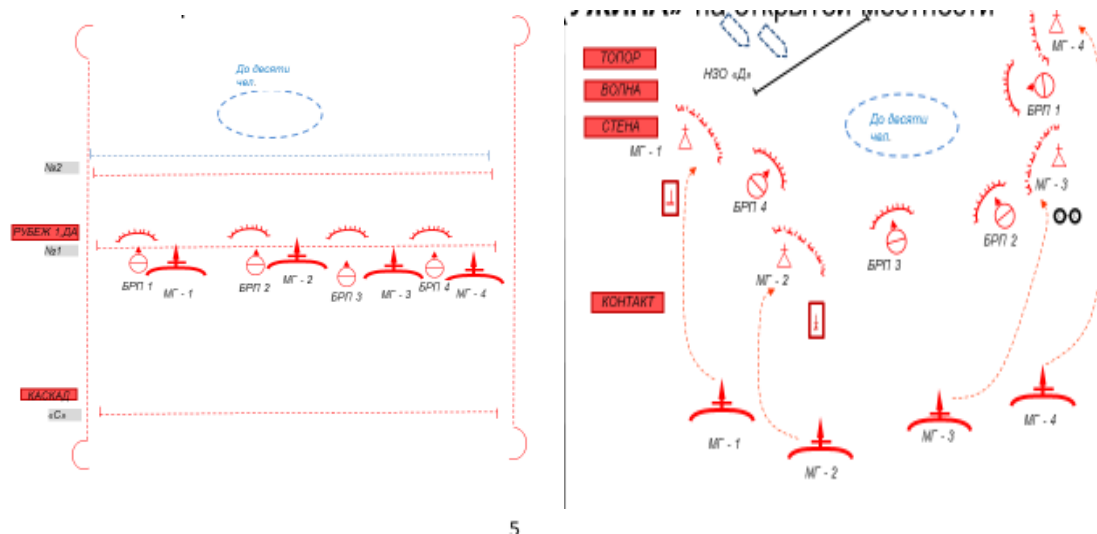 До десяти
чел.
№2
РУБЕЖ 1,ДА
№1
БРП 1
МГ - 1
БРП 2
МГ - 2
БРП 3
МГ - 3
БРП 4
МГ - 4
КАСКАД
«С»
на открытой местности
ТОПОР
НЗО «Д»
ВОЛНА
СТЕНА
МГ - 1
До десяти
чел.
МГ - 4
БРП 1
МГ - 3
БРП 4
БРП 2
БРП 3
МГ - 2
КОНТАКТ
МГ - 1
МГ - 2
МГ - 3
МГ - 4
5